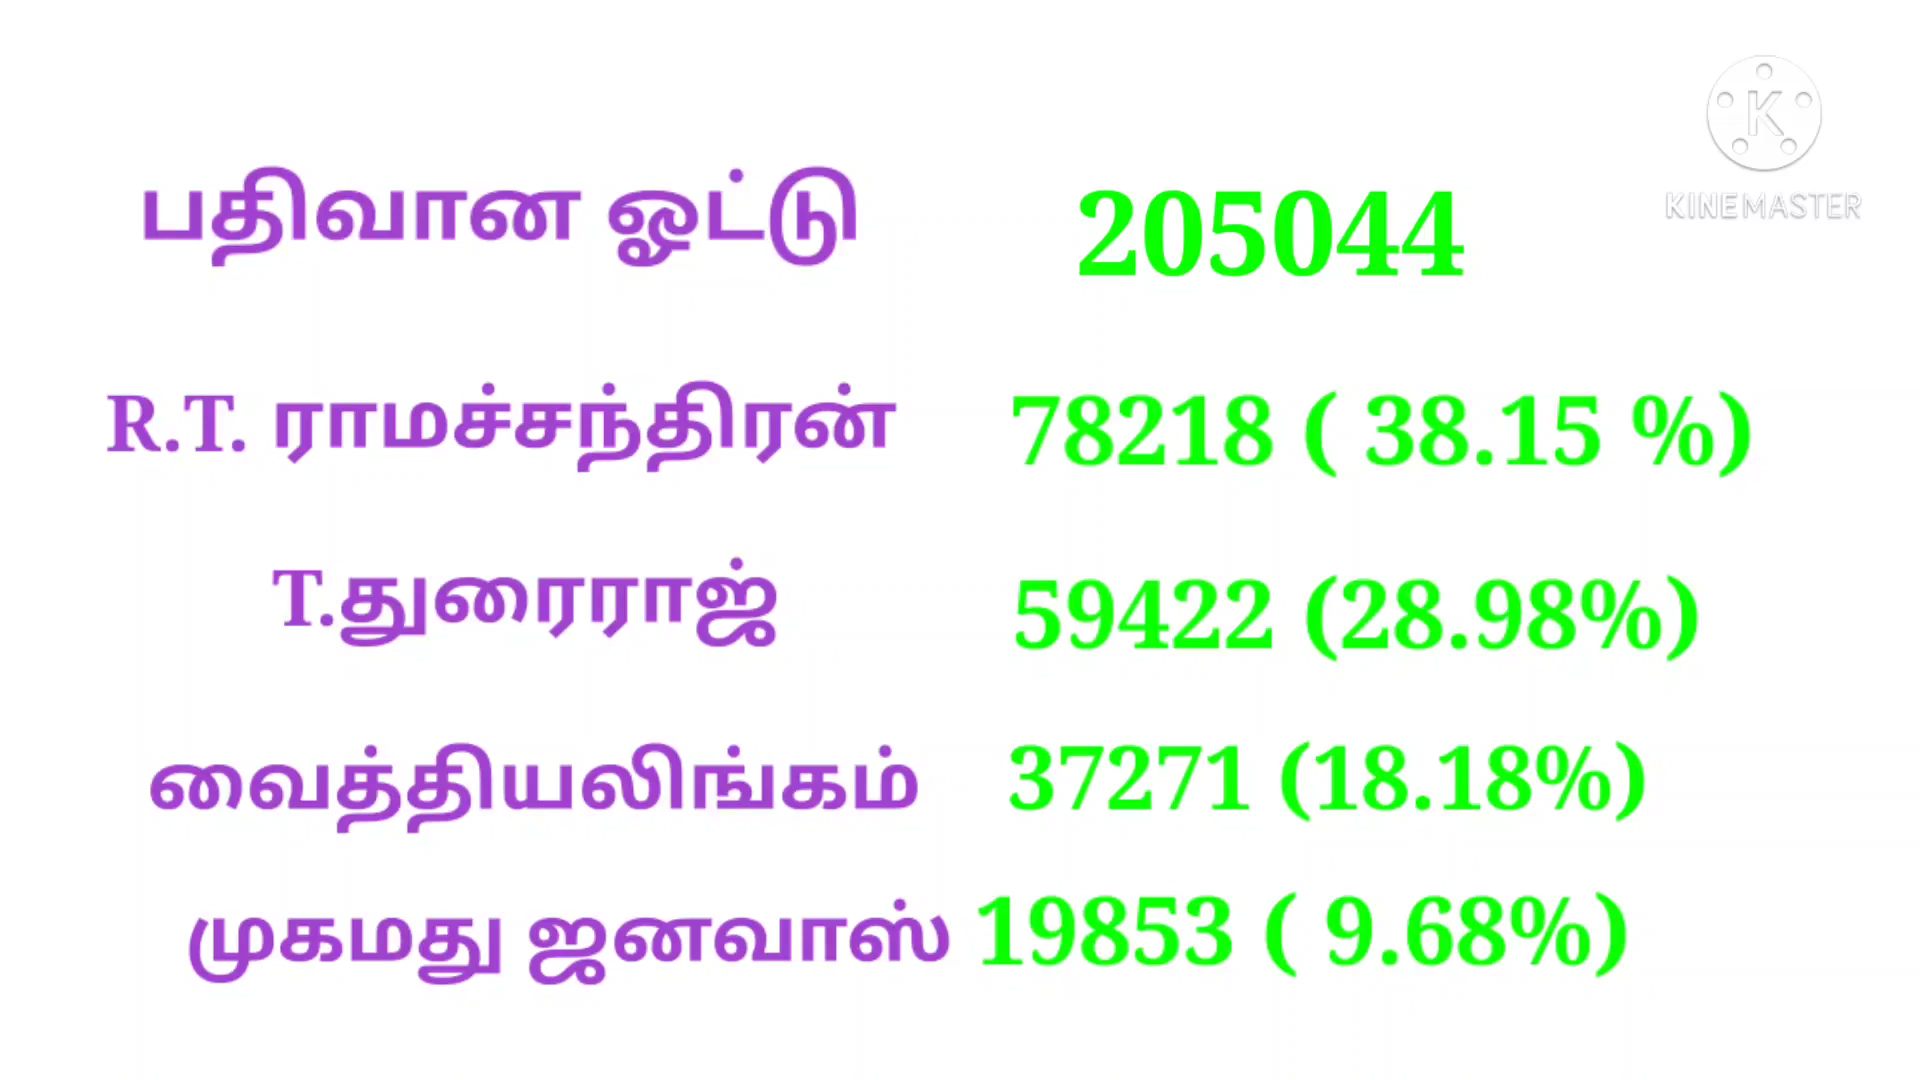 K
KINEMASTER
பதிவான ஓட்டு 205044
R.T. ராமச்சந்திரன் 78218 ( 38.15 %)
T.துரைராஜ் 59422 (28.98%)
வைத்தியலிங்கம் 37271 (18.18%)
முகமது ஜனவாஸ் 19853 ( 9.68%)